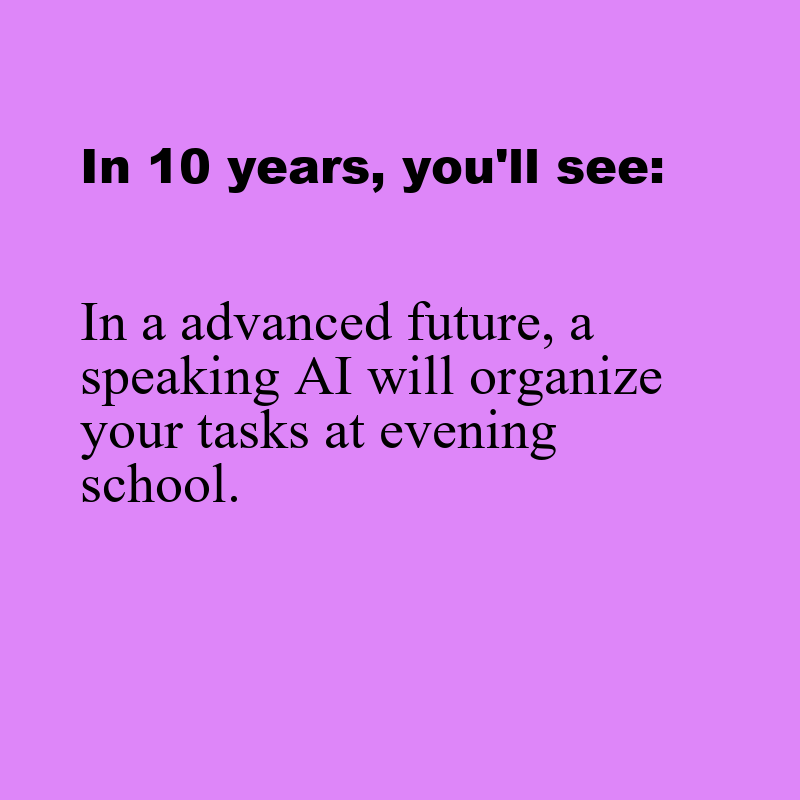 In 10 years, you'll see:
In a advanced future, a
speaking AI will organize
your tasks at evening
school.